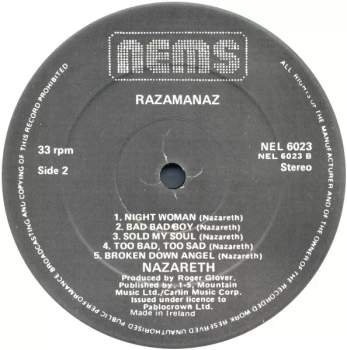 nems
RAZAMANAZ
33 rpm
Side 2
NEL 6023
NEL 6023 B
Stereo
1. NIGHT WOMAN (Nazareth)
2. BAD BAD BOY (Nazareth)
3. SOLD MY SOUL (Nazareth)
4. TOO BAD, TOO SAD (Nazareth)
5. BROKEN DOWN ANGEL (Nazareth)
NAZARETH
Produced by Roger Glover,
Published by, 1-5, Mountain
Music Ltd./Carlin Music Corp.
Issued under licence to
Pablocrown Ltd.
Made in Ireland
ALL RIGHTS OF THE MANUFACTURER AND OF THE OWNER OF THE RECORDED WORK RESERVED UNAUTHORISED PUBLIC PERFORMANCE BROADCASTING AND COPYING OF THIS RECORD PROHIBITED